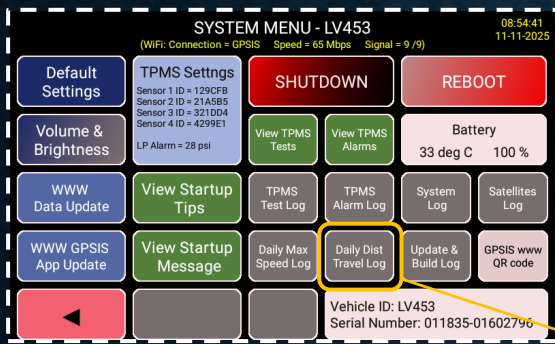 SYSTEM MENU - LV453
08:54:41
11-11-2025
(WiFi: Connection = GPSIS Speed = 65 Mbps Signal = 9 /9)
Default
Settings
TPMS Settngs
Sensor 1 ID = 129CFB
Sensor 2 ID = 21A5B5
Sensor 3 ID = 321DD4
Sensor 4 ID = 4299E1
LP Alarm = 28 psi
SHUTDOWN
REBOOT
Volume &
Brightness
View TPMS
Tests
View TPMS
Alarms
Battery
33 deg C 100 %
WWW
Data Update
View Startup
Tips
TPMS
Test Log
TPMS
Alarm Log
System
Log
Satellites
Log
WWW GPSIS
App Update
View Startup
Message
Daily Max
Speed Log
Daily Dist
Travel Log
Update &
Build Log
GPSIS www
QR code
Vehicle ID: LV453
Serial Number: 011835-01602796